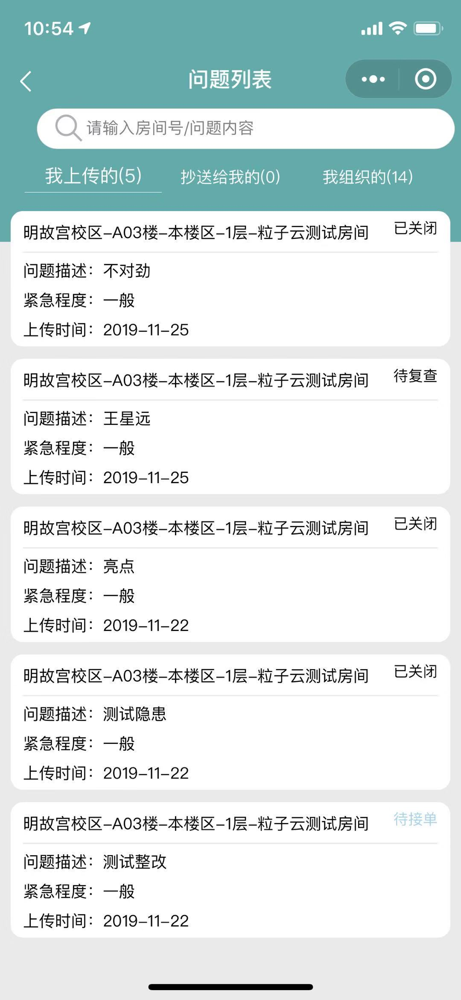 10:54
问题列表
请输入房间号/问题内容
我上传的(5) 抄送给我的(0) 我组织的(14)
明故宫校区-A03楼-本楼区-1层-粒子云测试房间 已关闭
问题描述：不对劲
紧急程度：一般
上传时间：2019-11-25
明故宫校区-A03楼-本楼区-1层-粒子云测试房间 待复查
问题描述：王星远
紧急程度：一般
上传时间：2019-11-25
明故宫校区-A03楼-本楼区-1层-粒子云测试房间 已关闭
问题描述：亮点
紧急程度：一般
上传时间：2019-11-22
明故宫校区-A03楼-本楼区-1层-粒子云测试房间 已关闭
问题描述：测试隐患
紧急程度：一般
上传时间：2019-11-22
明故宫校区-A03楼-本楼区-1层-粒子云测试房间 待接单
问题描述：测试整改
紧急程度：一般
上传时间：2019-11-22